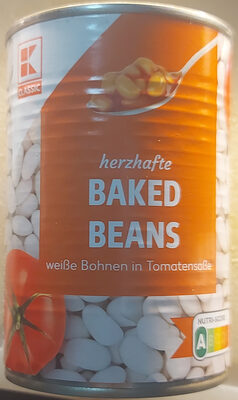 K
CLASSIC
herzhafte
BAKED
BEANS
weiße Bohnen in Tomatensoße
NUTRI-SCORE
A